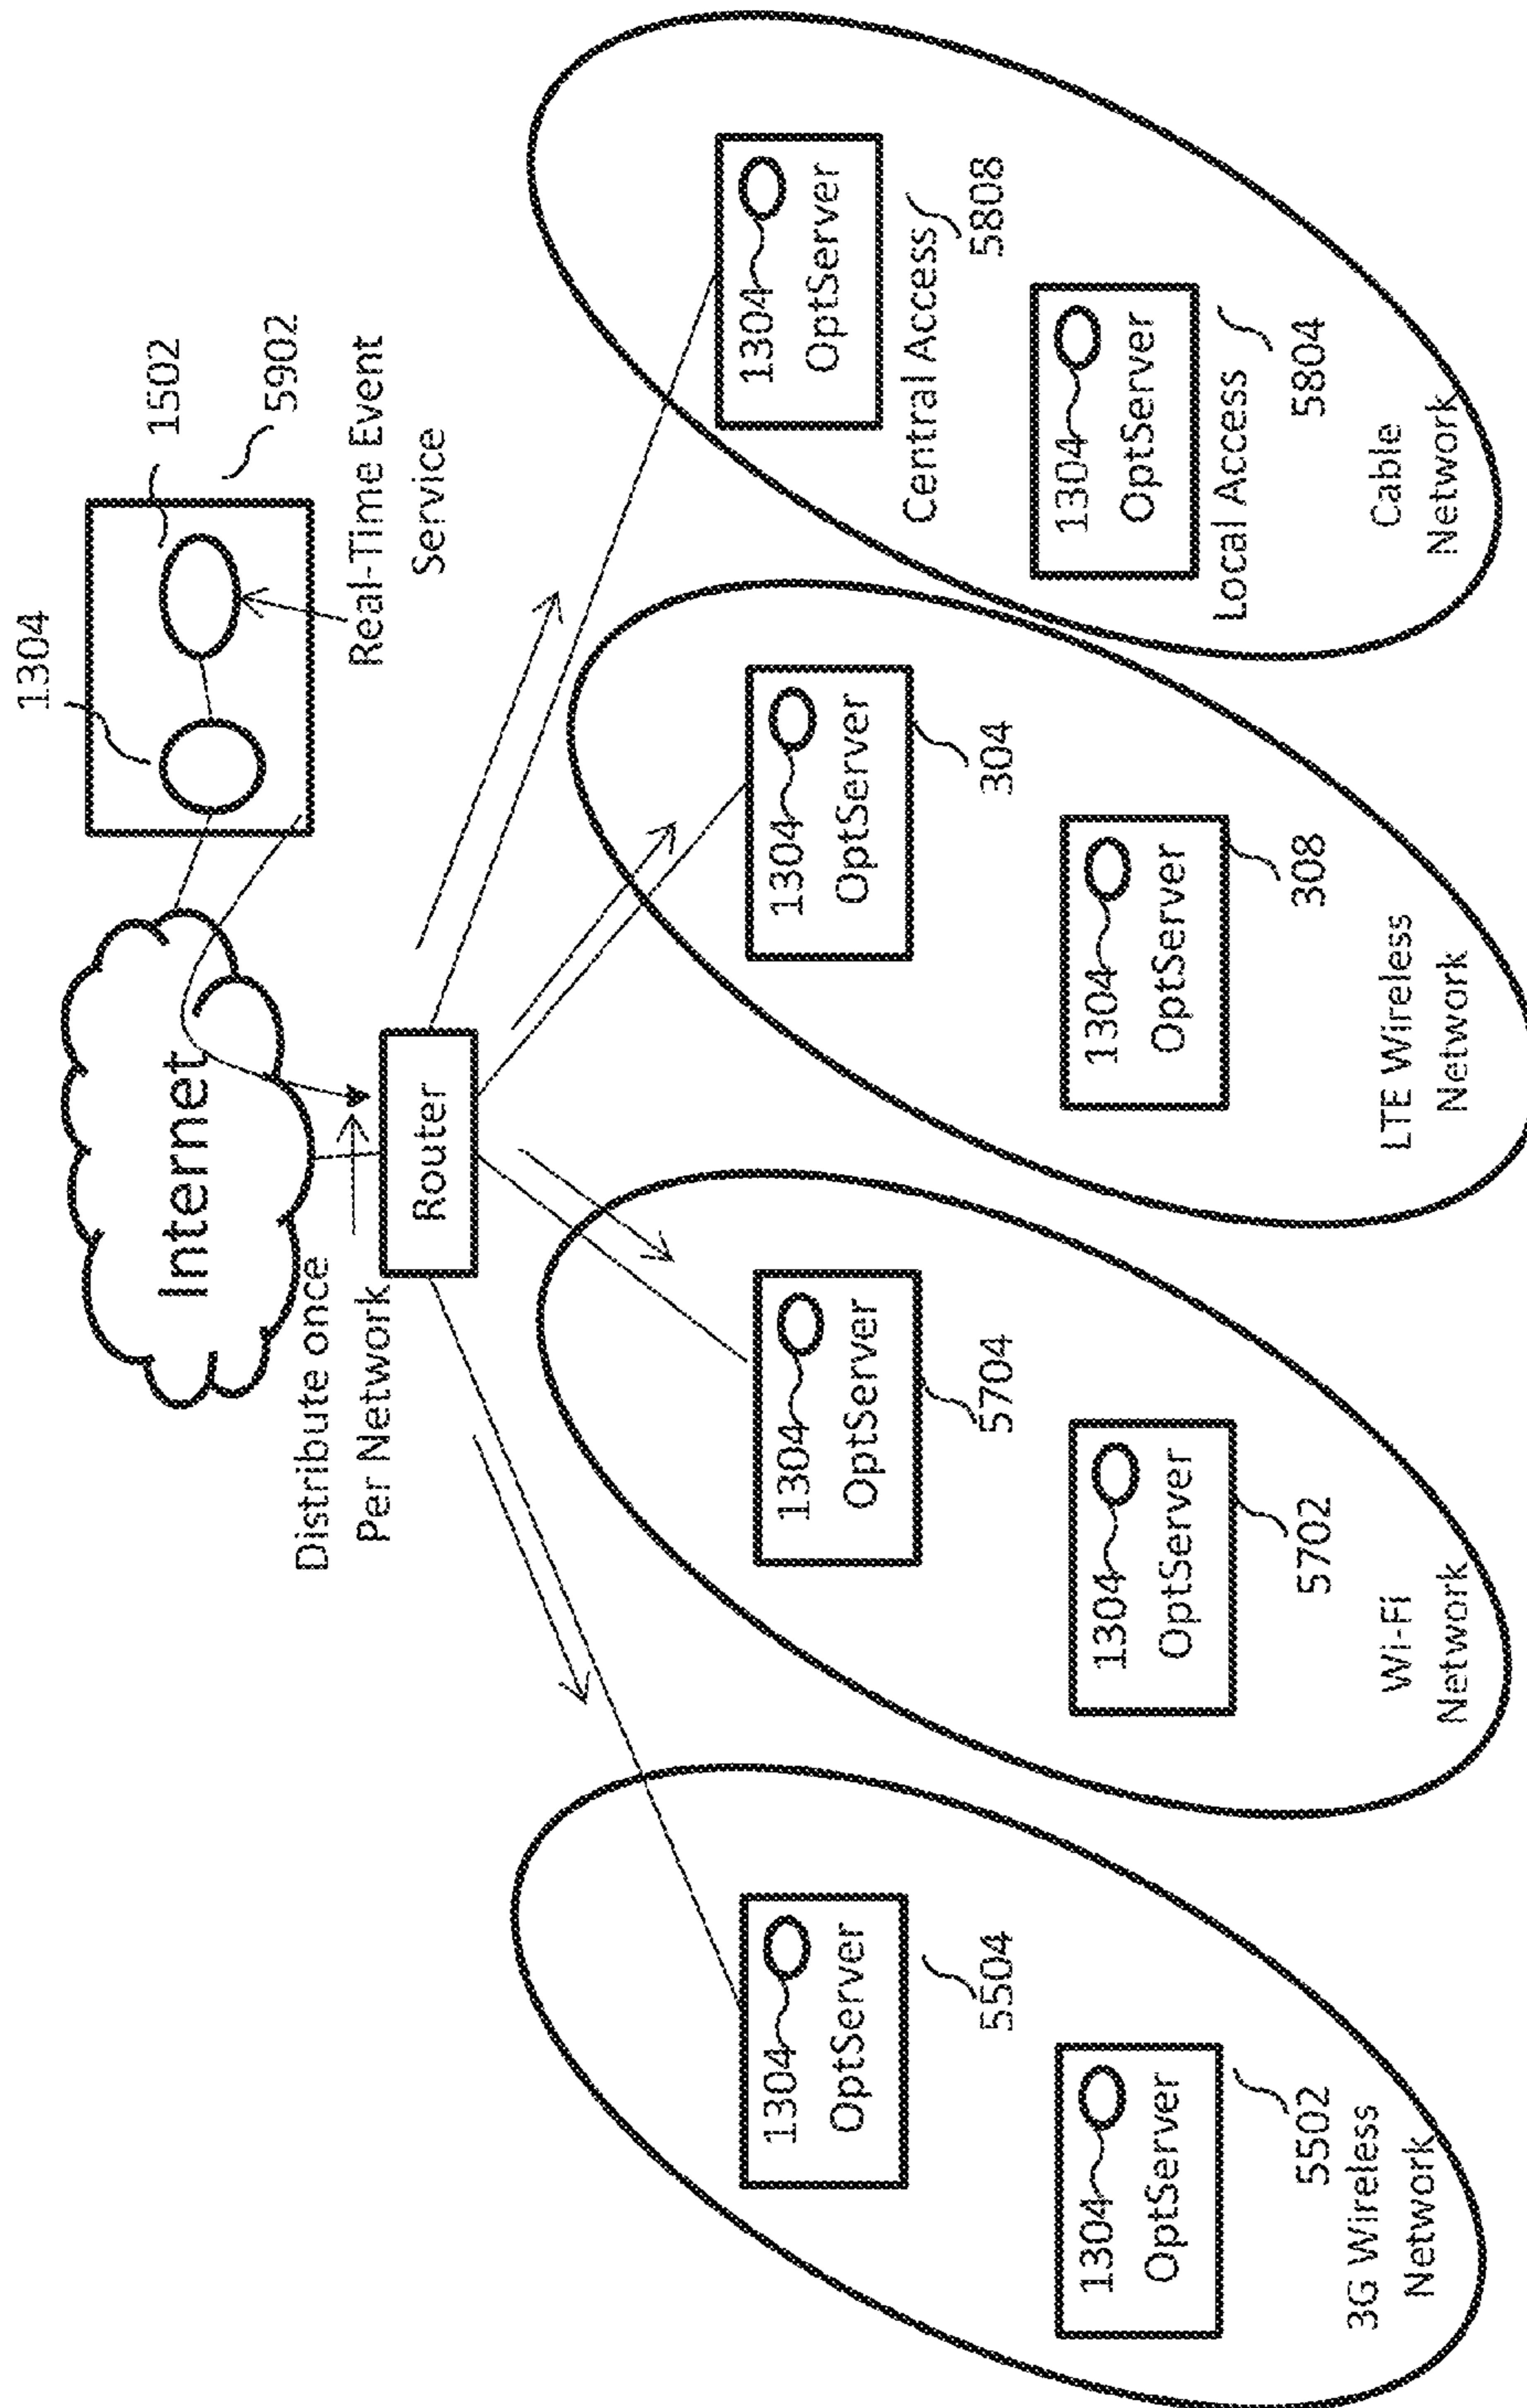 1304
1502
5902
Real-Time Event
Service
Internet
Distribute once
Per Network
Router
1304
OptServer
5504
1304
OptServer
5502
3G Wireless
Network
1304
OptServer
5704
1304
OptServer
5702
Wi-Fi
Network
1304
OptServer
304
1304
OptServer
308
LTE Wireless
Network
1304
OptServer
Central Access
5808
1304
OptServer
Local Access
5804
Cable
Network